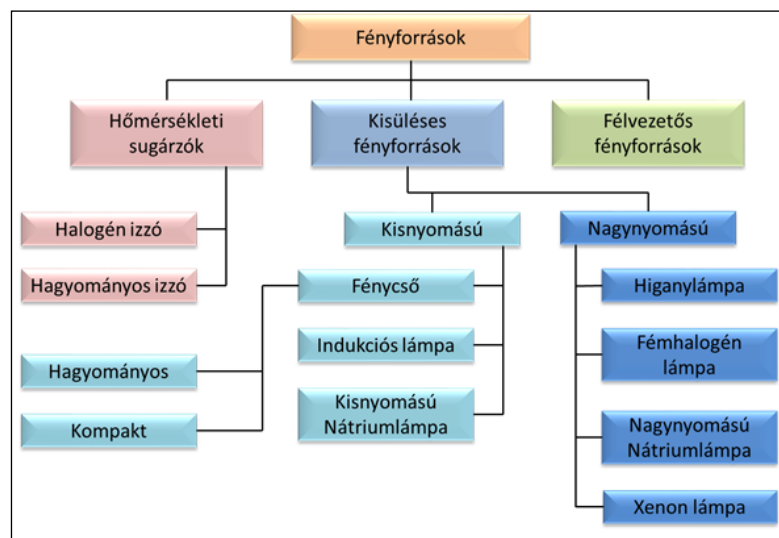 Fényforrások
Hőmérsékleti
sugárzók
Kisüléses
fényforrások
Félvezetős
fényforrások
Halogén izzó
Hagyományos izzó
Kisnyomású
Nagynyomású
Fénycső
Indukciós lámpa
Kisnyomású
Nátriumlámpa
Hagyományos
Kompakt
Higanylámpa
Fémhalogén
lámpa
Nagynyomású
Nátriumlámpa
Xenon lámpa